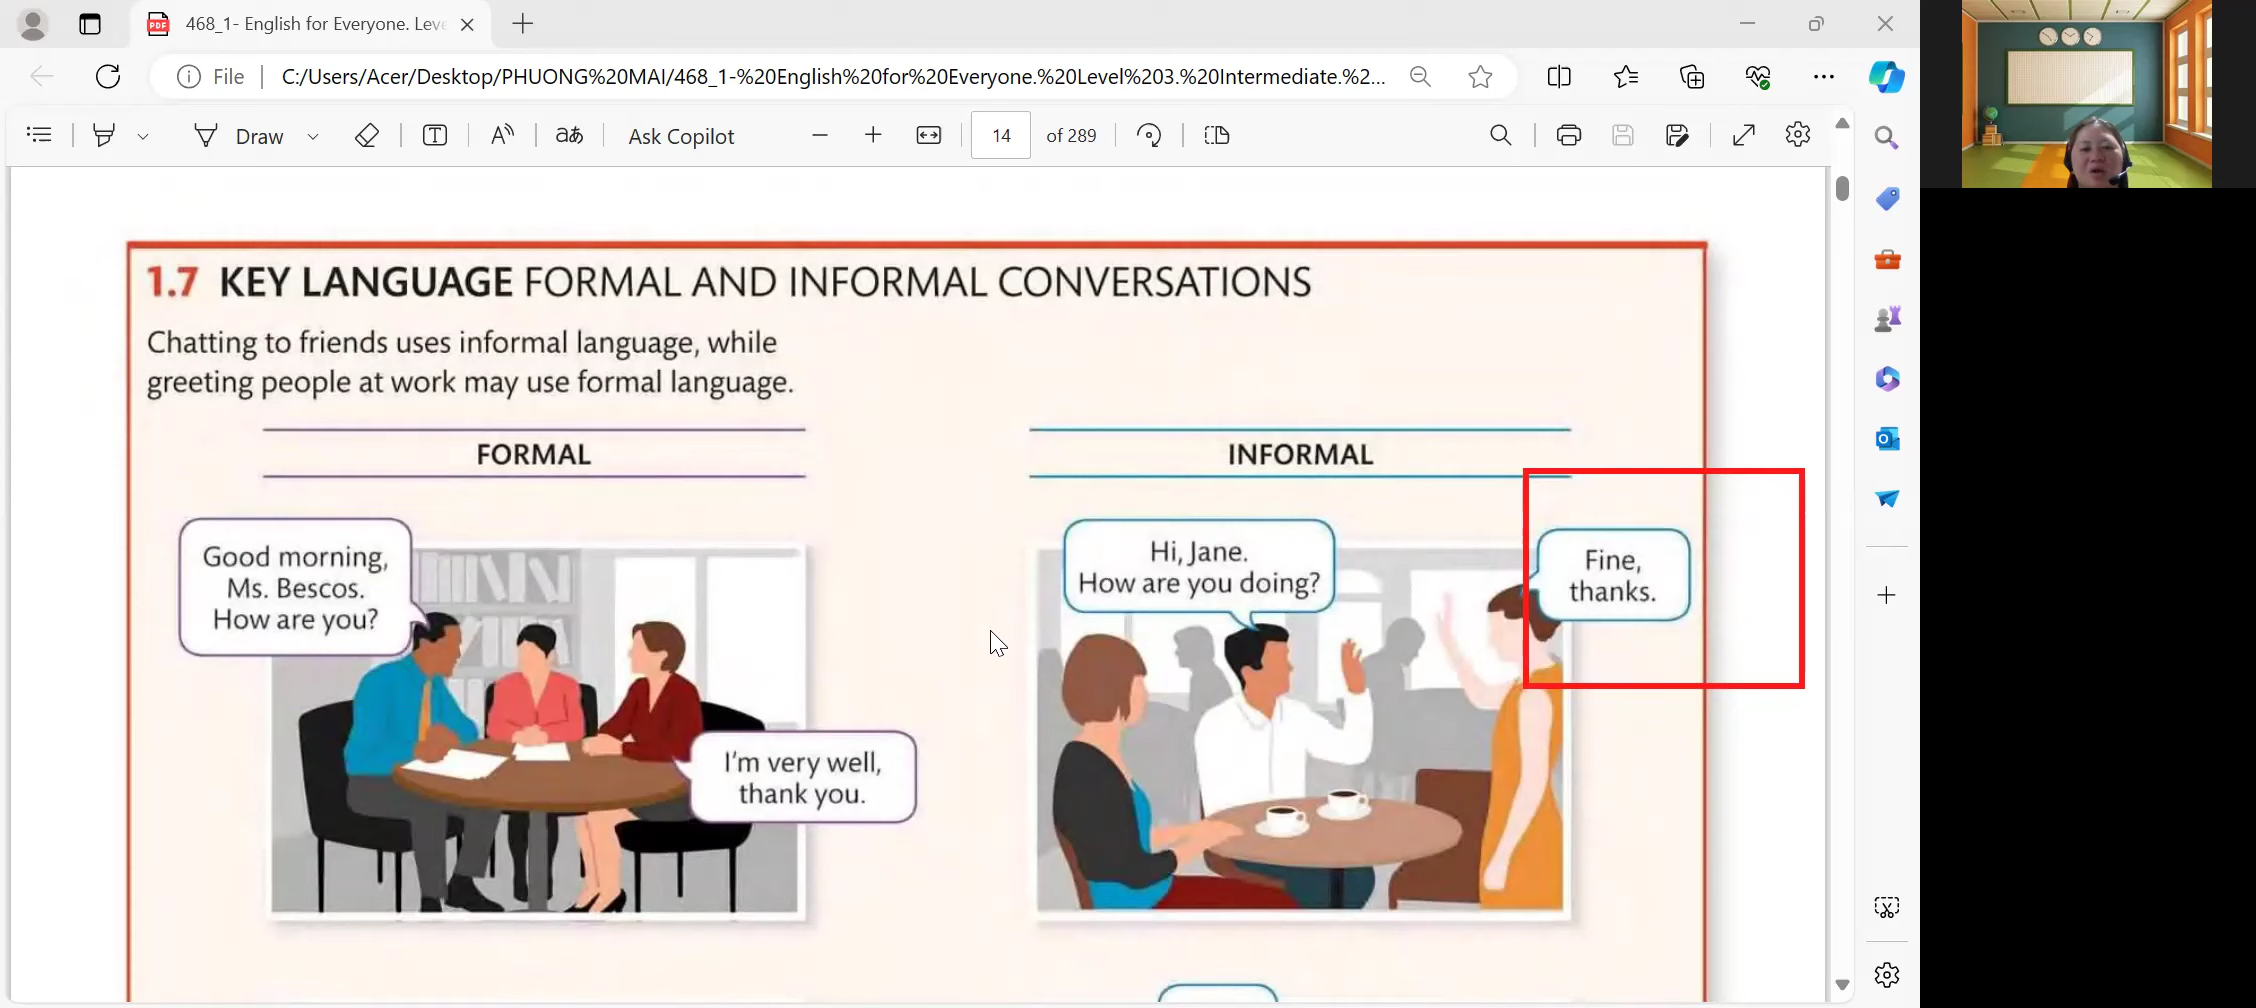 468_1- English for Everyone. Leve
File
C:/Users/Acer/Desktop/PHUONG%20MAI/468_1-%20English%20for%20Everyone.%20Level%203.%20Intermediate.%2...
Draw
Ask Copilot
14
of 289
1.7 KEY LANGUAGE FORMAL AND INFORMAL CONVERSATIONS
Chatting to friends uses informal language, while
greeting people at work may use formal language.
FORMAL
Good morning,
Ms. Bescos.
How are you?
I'm very well,
thank you.
INFORMAL
Hi, Jane.
How are you doing?
Fine,
thanks.